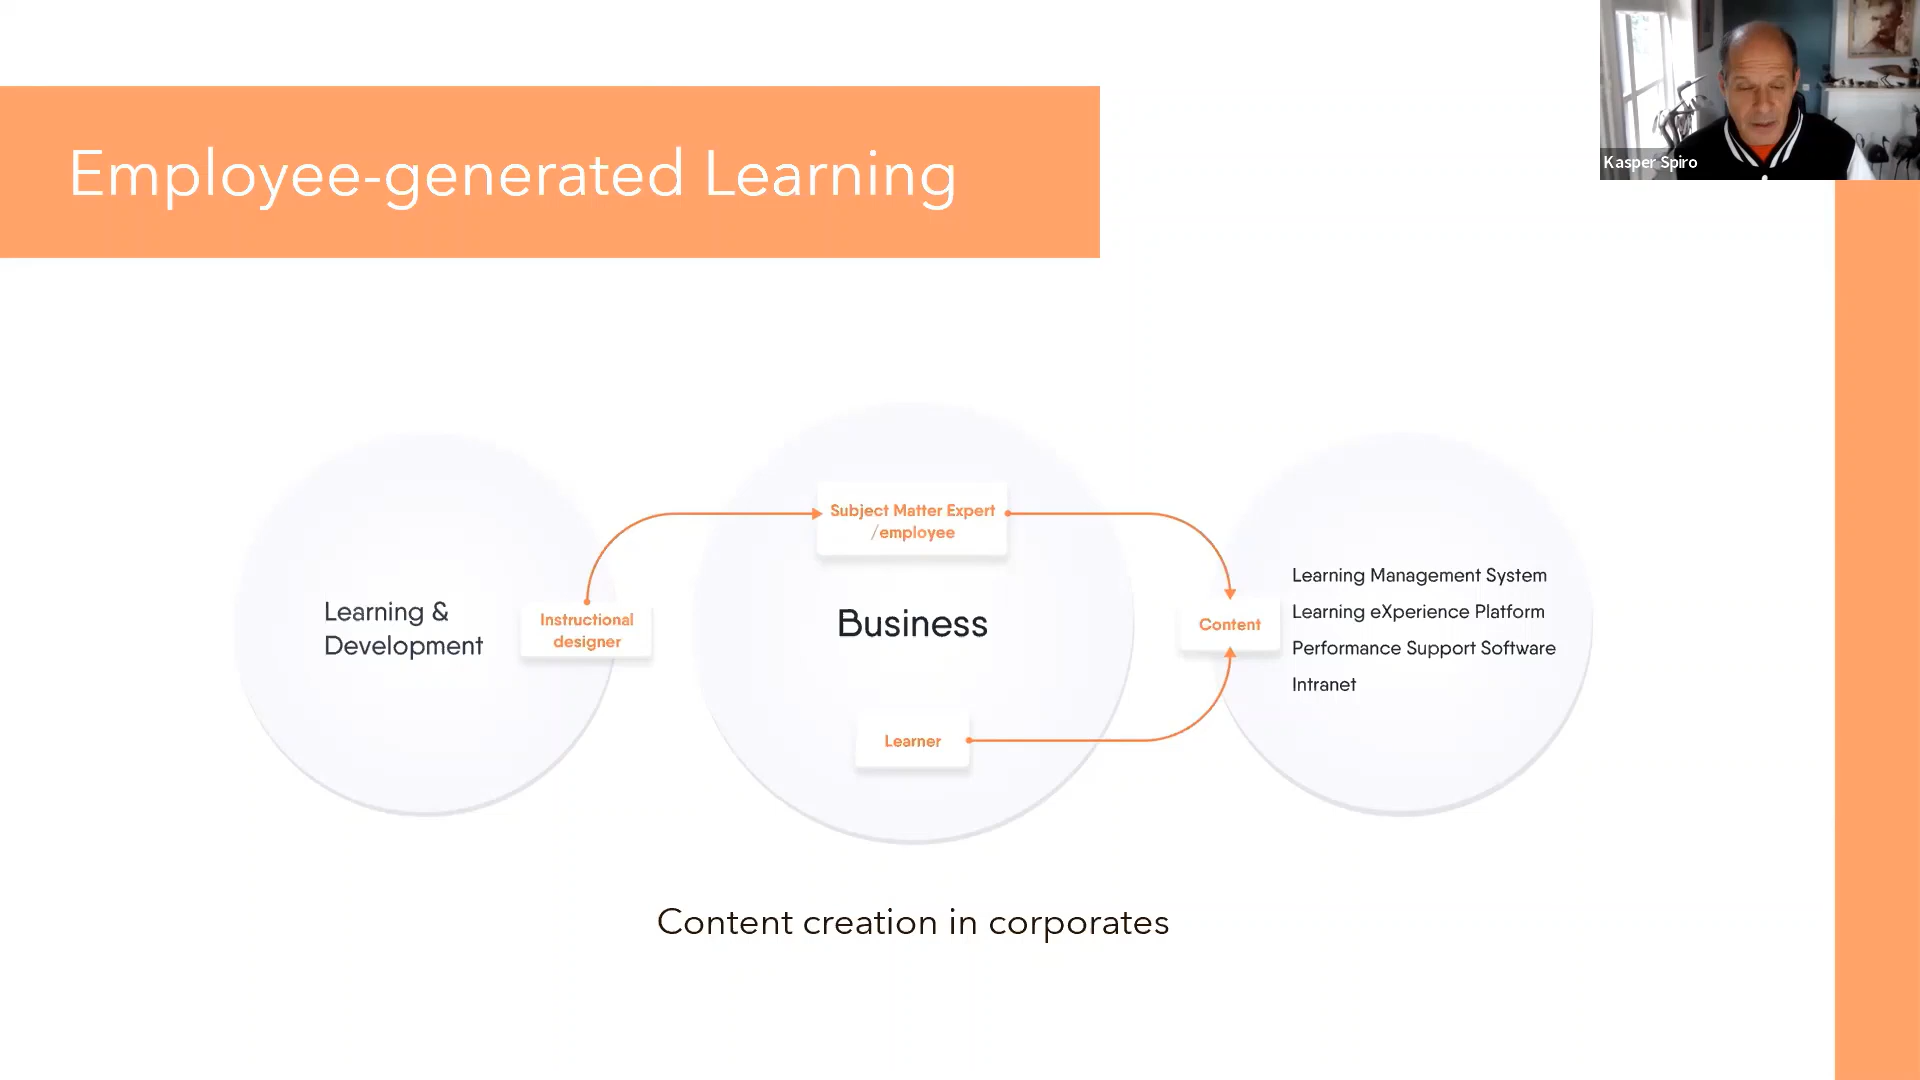 Employee-generated Learning
Kasper Spiro
Learning &
Development
Instructional
designer
Subject Matter Expert
/employee
Business
Learner
Content
Learning Management System
Learning eXperience Platform
Performance Support Software
Intranet
Content creation in corporates